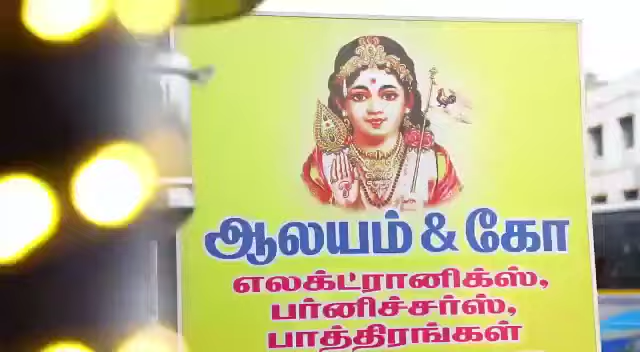 ஆலயம் & கோ
எலக்ட்ரானிக்ஸ்,
பர்னிச்சர்ஸ்,
பாத்திரங்கள்